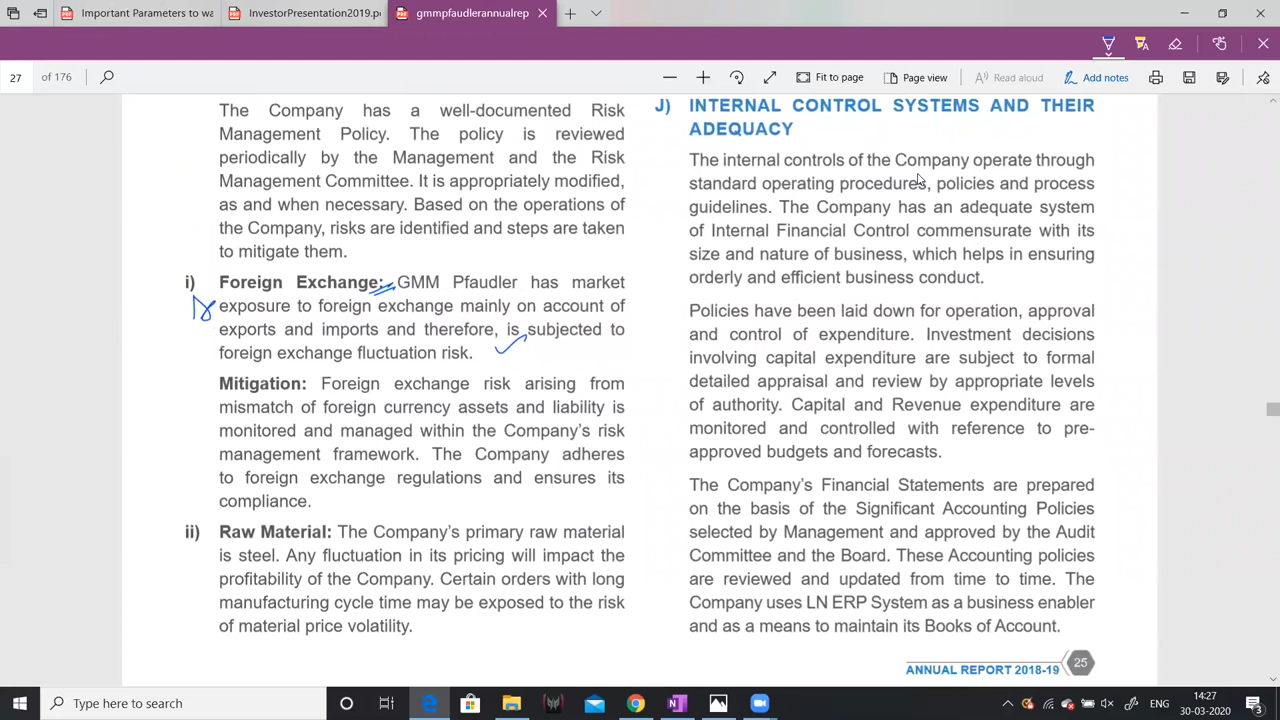 Important Parameters to wa
InvestorPresentation2019.p
gmmpfaudlerannualrep
27 of 176
Fit to page
Page view
Read aloud
Add notes
The Company has a well-documented Risk
Management Policy. The policy is reviewed
periodically by the Management and the Risk
Management Committee. It is appropriately modified,
as and when necessary. Based on the operations of
the Company, risks are identified and steps are taken
to mitigate them.
i) Foreign Exchange: GMM Pfaudler has market
exposure to foreign exchange mainly on account of
exports and imports and therefore, is subjected to
foreign exchange fluctuation risk.
Mitigation: Foreign exchange risk arising from
mismatch of foreign currency assets and liability is
monitored and managed within the Company's risk
management framework. The Company adheres
to foreign exchange regulations and ensures its
compliance.
ii) Raw Material: The Company's primary raw material
is steel. Any fluctuation in its pricing will impact the
profitability of the Company. Certain orders with long
manufacturing cycle time may be exposed to the risk
of material price volatility.
J) INTERNAL CONTROL SYSTEMS AND THEIR
ADEQUACY
The internal controls of the Company operate through
standard operating procedures, policies and process
guidelines. The Company has an adequate system
of Internal Financial Control commensurate with its
size and nature of business, which helps in ensuring
orderly and efficient business conduct.
Policies have been laid down for operation, approval
and control of expenditure. Investment decisions
involving capital expenditure are subject to formal
detailed appraisal and review by appropriate levels
of authority. Capital and Revenue expenditure are
monitored and controlled with reference to pre-
approved budgets and forecasts.
The Company's Financial Statements are prepared
on the basis of the Significant Accounting Policies
selected by Management and approved by the Audit
Committee and the Board. These Accounting policies
are reviewed and updated from time to time. The
Company uses LN ERP System as a business enabler
and as a means to maintain its Books of Account.
ANNUAL REPORT 2018-19 25
Type here to search
ENG
14:27
30-03-2020
3